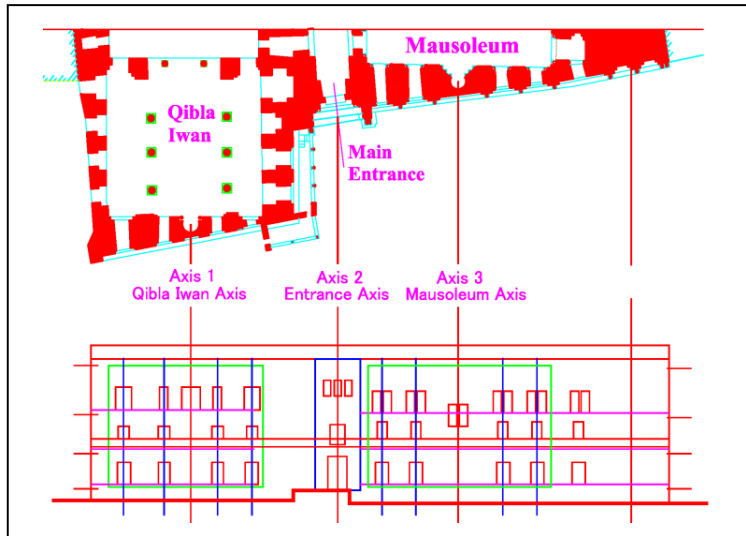 Mausoleum
Qibla
Iwan
Main
Entrance
Axis 1
Qibla Iwan Axis
Axis 2
Entrance Axis
Axis 3
Mausoleum Axis